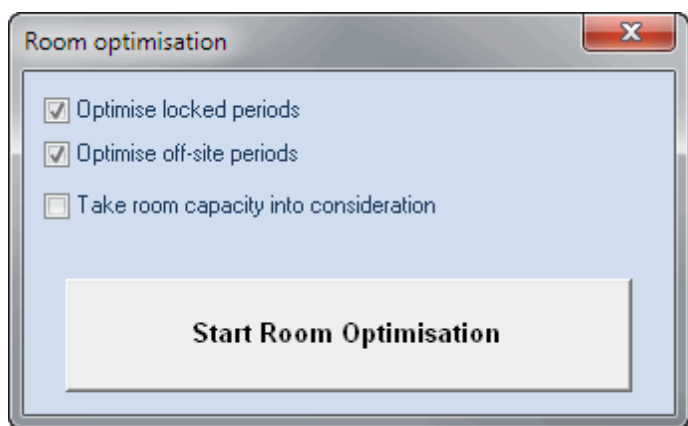 Room optimisation
Optimise locked periods
Optimise off-site periods
Take room capacity into consideration
Start Room Optimisation